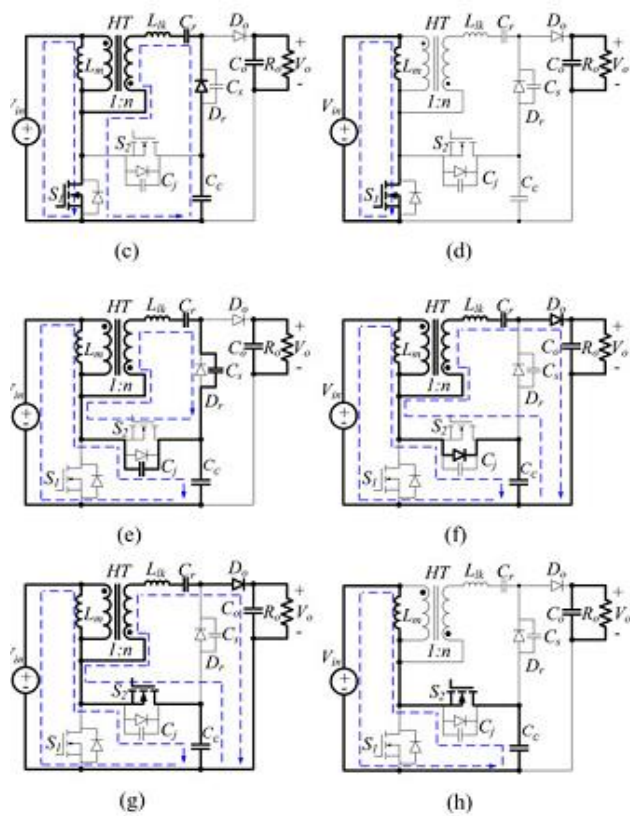 HT Llk Cr Do
Lm Co Ro Vo + -
Vin
1:n Cs
S2 Dr
S1 Cj Cc
(c)
HT Llk Cr Do
Lm Co Ro Vo + -
Vin
1:n Cs
S2 Dr
S1 Cj Cc
(d)
HT Llk Cr Do
Lm Co Ro Vo + -
Vin
1:n Cs
S2 Dr
S1 Cj Cc
(e)
HT Llk Cr Do
Lm Co Ro Vo + -
Vin
1:n Cs
S2 Dr
S1 Cj Cc
(f)
HT Llk Cr Do
Lm Co Ro Vo + -
Vin
1:n Cs
S2 Dr
S1 Cj Cc
(g)
HT Llk Cr Do
Lm Co Ro Vo + -
Vin
1:n Cs
S2 Dr
S1 Cj Cc
(h)